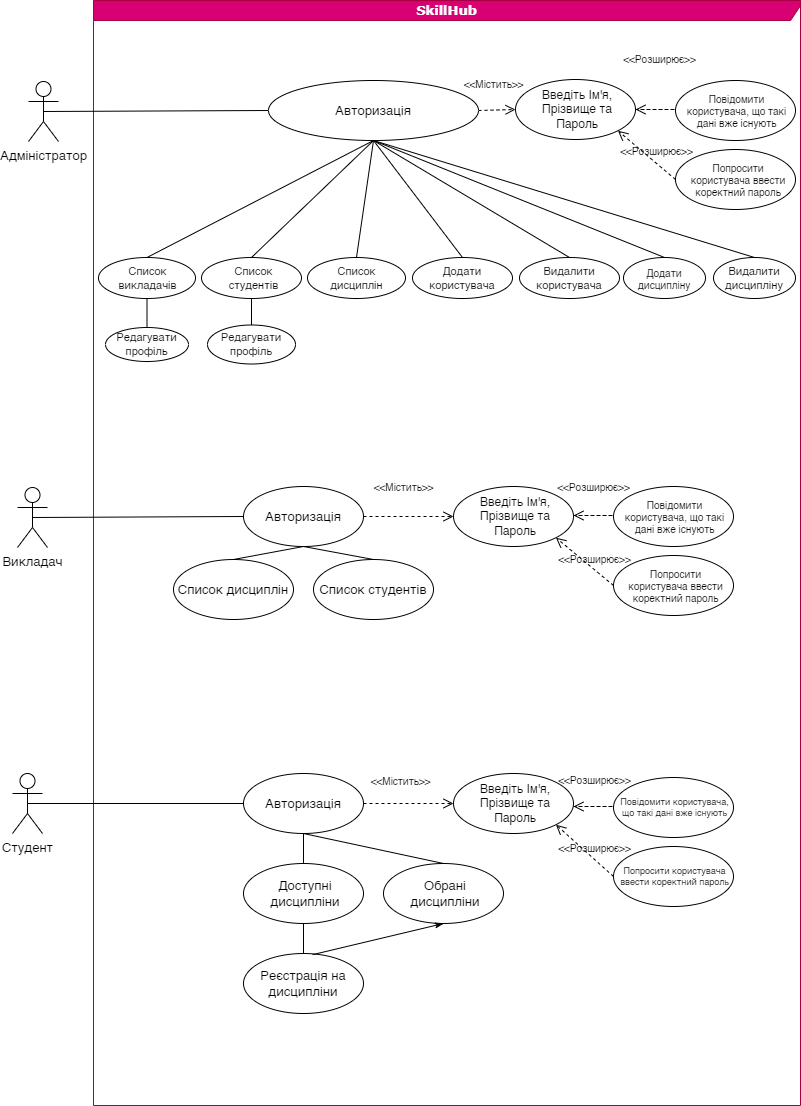 SkillHub
<<Розширює>>
<<Містить>>
Введіть Ім'я,
Прізвище та
Пароль
Авторизація
Повідомити
користувача, що такі
дані вже існують
Адміністратор
<<Розширює>>
Попросити
користувача ввести
коректний пароль
Список
викладачів
Список
студентів
Список
дисциплін
Додати
користувача
Видалити
користувача
Додати
дисципліну
Видалити
дисципліну
Редагувати
профіль
Редагувати
профіль
<<Містить>>
<<Розширює>>
Введіть Ім'я,
Прізвище та
Пароль
Авторизація
Повідомити
користувача, що такі
дані вже існують
Викладач
<<Розширює>>
Список дисциплін
Список студентів
Попросити
користувача ввести
коректний пароль
<<Містить>>
<<Розширює>>
Введіть Ім'я,
Прізвище та
Пароль
Авторизація
Повідомити користувача,
що такі дані вже існують
Студент
<<Розширює>>
Попросити користувача
ввести коректний пароль
Доступні
дисципліни
Обрані
дисципліни
Реєстрація на
дисципліни